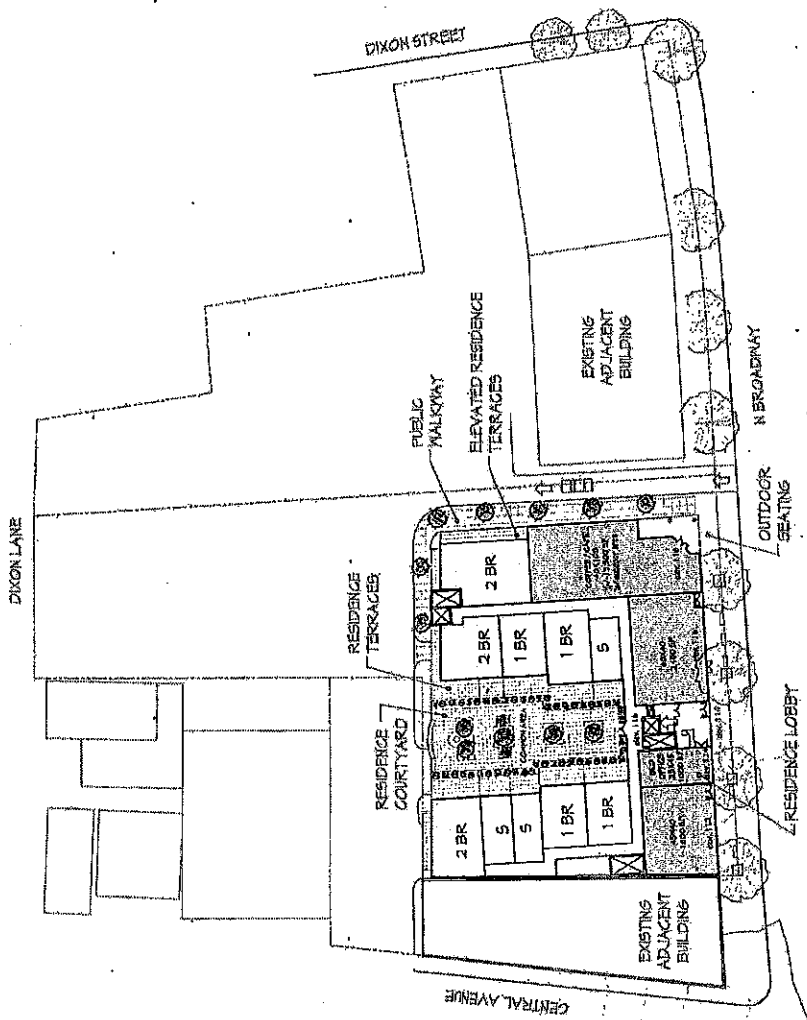 DIXON STREET
DIXON LANE
PUBLIC
WALKWAY
ELEVATED RESIDENCE
TERRACES
EXISTING
ADJACENT
BUILDING
N BROADWAY
RESIDENCE
TERRACES
RESIDENCE
COURTYARD
2 BR
2 BR
1 BR
1 BR
S
COMMON AREA
2 BR
S
S
1 BR
1 BR
OUTDOOR
SEATING
RESIDENCE LOBBY
EXISTING
ADJACENT
BUILDING
CENTRAL AVENUE